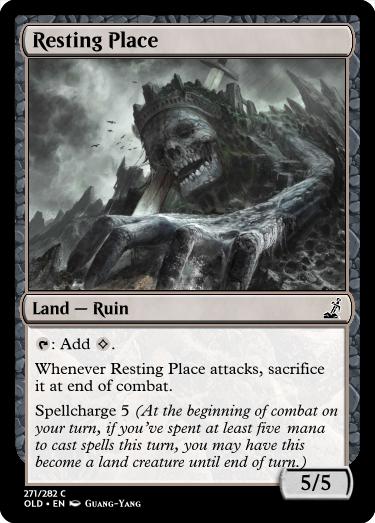 Resting Place
Land — Ruin
: Add .
Whenever Resting Place attacks, sacrifice
it at end of combat.
Spellcharge 5 (At the beginning of combat on
your turn, if you've spent at least five mana
to cast spells this turn, you may have this
become a land creature until end of turn.)
5/5
271/282 C
OLD • EN Guang-Yang